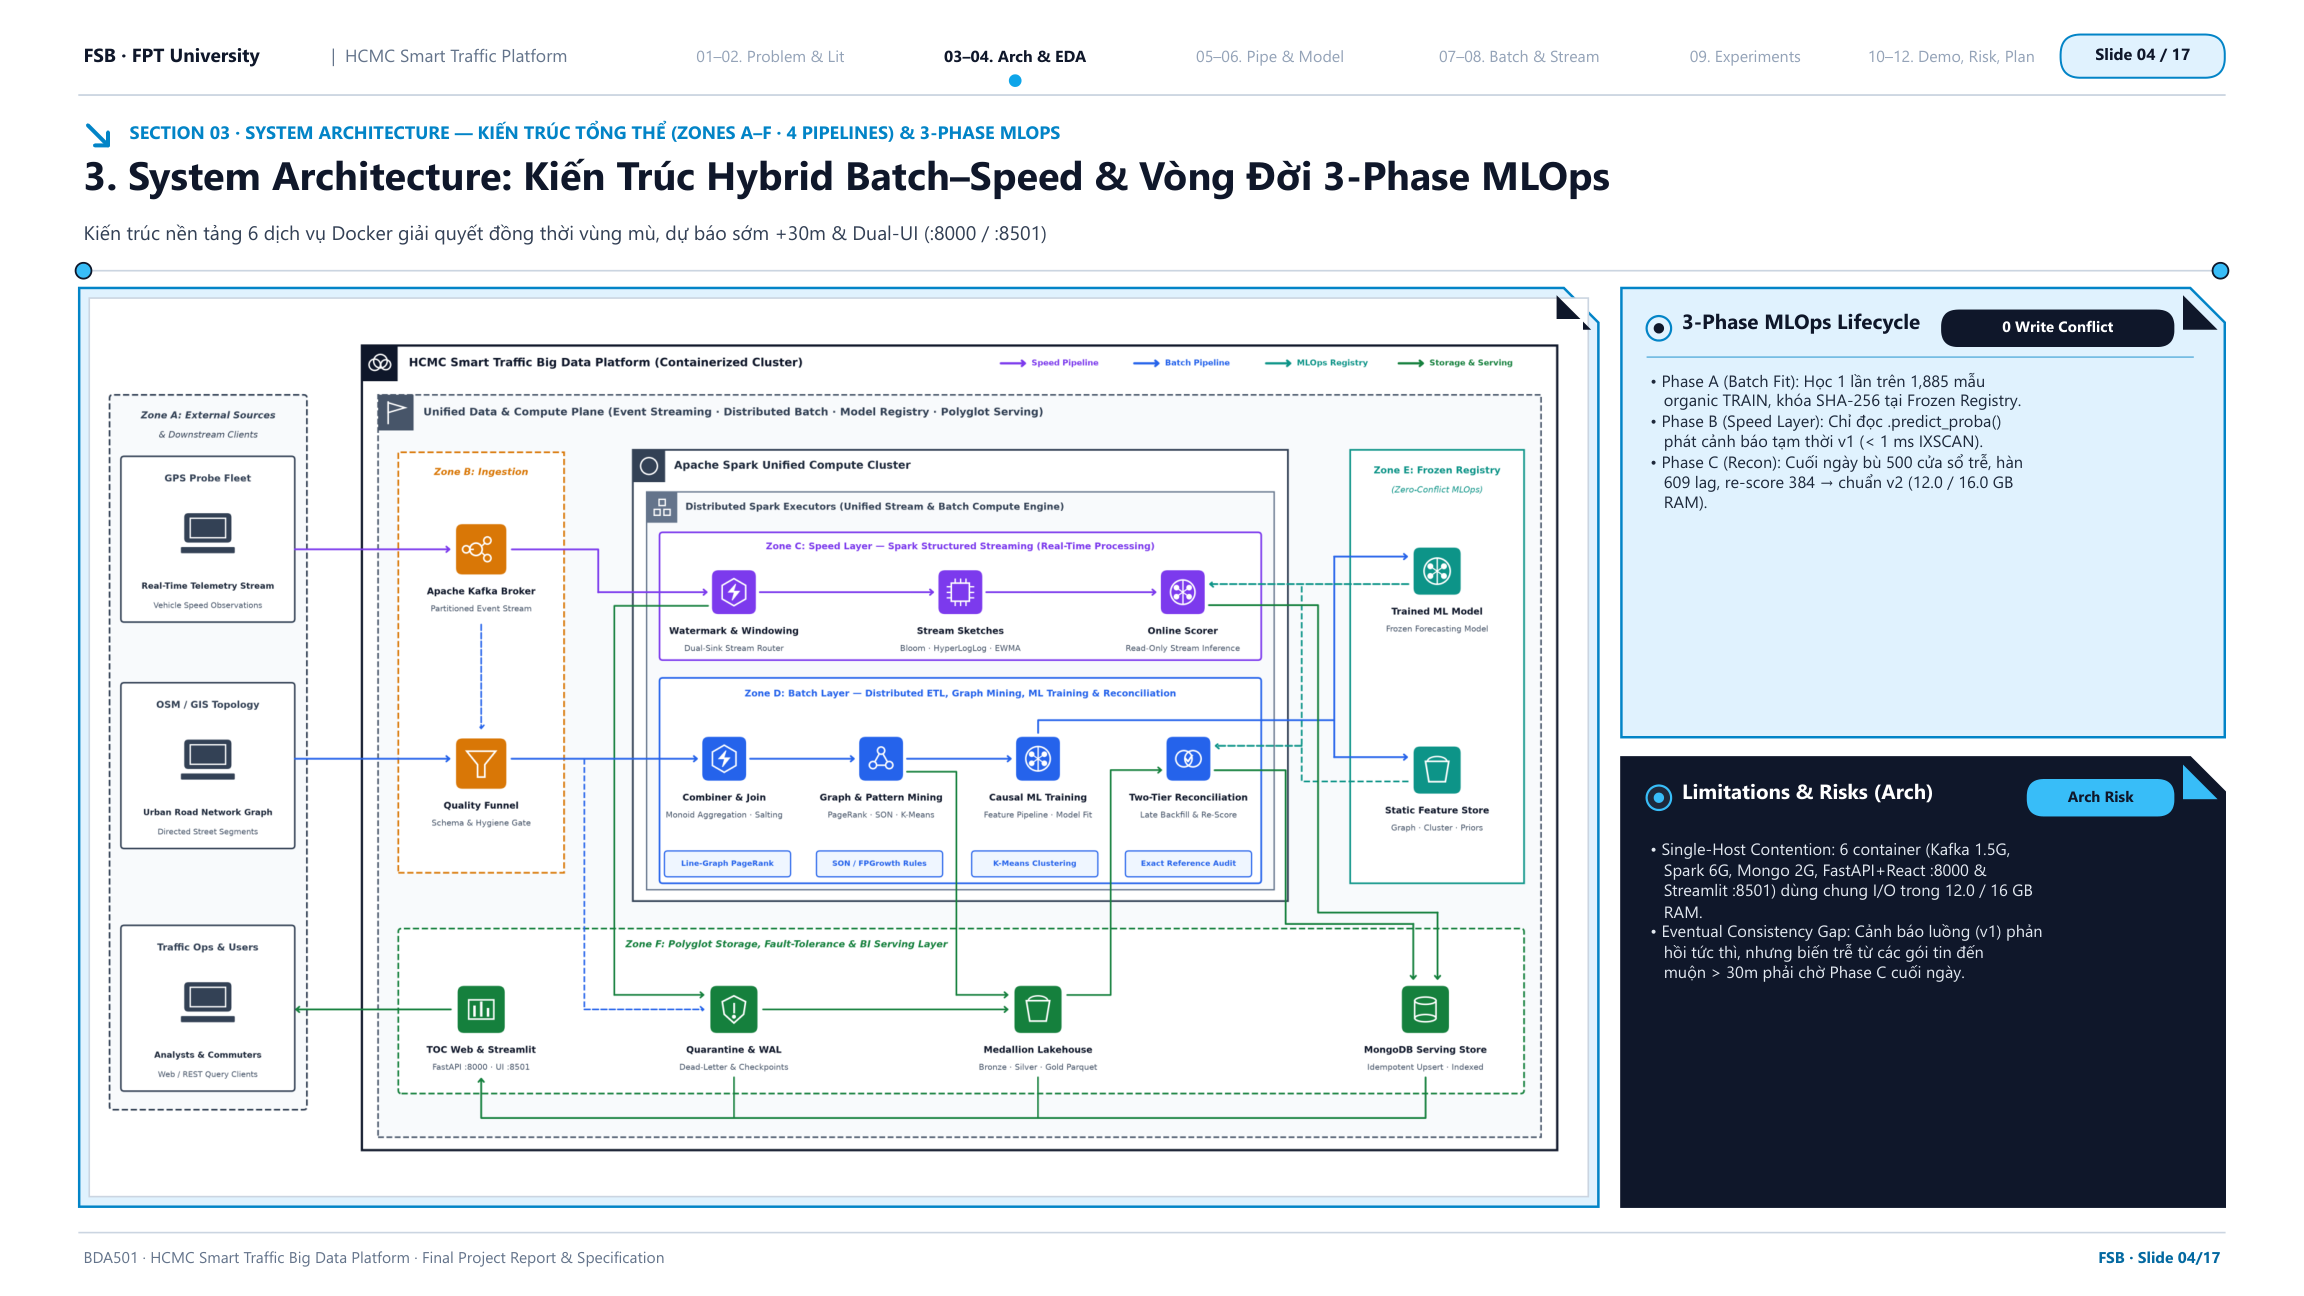 FSB · FPT University | HCMC Smart Traffic Platform 01–02. Problem & Lit 03–04. Arch & EDA 05–06. Pipe & Model 07–08. Batch & Stream 09. Experiments 10–12. Demo, Risk, Plan Slide 04 / 17
SECTION 03 · SYSTEM ARCHITECTURE — KIẾN TRÚC TỔNG THỂ (ZONES A–F · 4 PIPELINES) & 3-PHASE MLOPS
3. System Architecture: Kiến Trúc Hybrid Batch–Speed & Vòng Đời 3-Phase MLOps
Kiến trúc nền tảng 6 dịch vụ Docker giải quyết đồng thời vùng mù, dự báo sớm +30m & Dual-UI (:8000 / :8501)
HCMC Smart Traffic Big Data Platform (Containerized Cluster)
Speed Pipeline
Batch Pipeline
MLOps Registry
Storage & Serving
Unified Data & Compute Plane (Event Streaming · Distributed Batch · Model Registry · Polyglot Serving)
Zone A: External Sources
& Downstream Clients
GPS Probe Fleet
Real-Time Telemetry Stream
Vehicle Speed Observations
OSM / GIS Topology
Urban Road Network Graph
Directed Street Segments
Traffic Ops & Users
Analysts & Commuters
Web / REST Query Clients
Zone B: Ingestion
Apache Kafka Broker
Partitioned Event Stream
Quality Funnel
Schema & Hygiene Gate
Apache Spark Unified Compute Cluster
Distributed Spark Executors (Unified Stream & Batch Compute Engine)
Zone C: Speed Layer — Spark Structured Streaming (Real-Time Processing)
Watermark & Windowing
Dual-Sink Stream Router
Stream Sketches
Bloom · HyperLogLog · EWMA
Online Scorer
Read-Only Stream Inference
Zone D: Batch Layer — Distributed ETL, Graph Mining, ML Training & Reconciliation
Combiner & Join
Monoid Aggregation · Salting
Graph & Pattern Mining
PageRank · SON · K-Means
Causal ML Training
Feature Pipeline · Model Fit
Two-Tier Reconciliation
Late Backfill & Re-Score
Line-Graph PageRank
SON / FPGrowth Rules
K-Means Clustering
Exact Reference Audit
Zone E: Frozen Registry
(Zero-Conflict MLOps)
Trained ML Model
Frozen Forecasting Model
Static Feature Store
Graph · Cluster · Priors
Zone F: Polyglot Storage, Fault-Tolerance & BI Serving Layer
TOC Web & Streamlit
FastAPI :8000 · UI :8501
Quarantine & WAL
Dead-Letter & Checkpoints
Medallion Lakehouse
Bronze · Silver · Gold Parquet
MongoDB Serving Store
Idempotent Upsert · Indexed
3-Phase MLOps Lifecycle
0 Write Conflict
• Phase A (Batch Fit): Học 1 lần trên 1,885 mẫu
organic TRAIN, khóa SHA-256 tại Frozen Registry.
• Phase B (Speed Layer): Chỉ đọc .predict_proba()
phát cảnh báo tạm thời v1 (< 1 ms IXSCAN).
• Phase C (Recon): Cuối ngày bù 500 cửa sổ trễ, hàn
609 lag, re-score 384 → chuẩn v2 (12.0 / 16.0 GB
RAM).
Limitations & Risks (Arch)
Arch Risk
• Single-Host Contention: 6 container (Kafka 1.5G,
Spark 6G, Mongo 2G, FastAPI+React :8000 &
Streamlit :8501) dùng chung I/O trong 12.0 / 16 GB
RAM.
• Eventual Consistency Gap: Cảnh báo luồng (v1) phản
hồi tức thì, nhưng biến trễ từ các gói tin đến
muộn > 30m phải chờ Phase C cuối ngày.
BDA501 · HCMC Smart Traffic Big Data Platform · Final Project Report & Specification
FSB · Slide 04/17